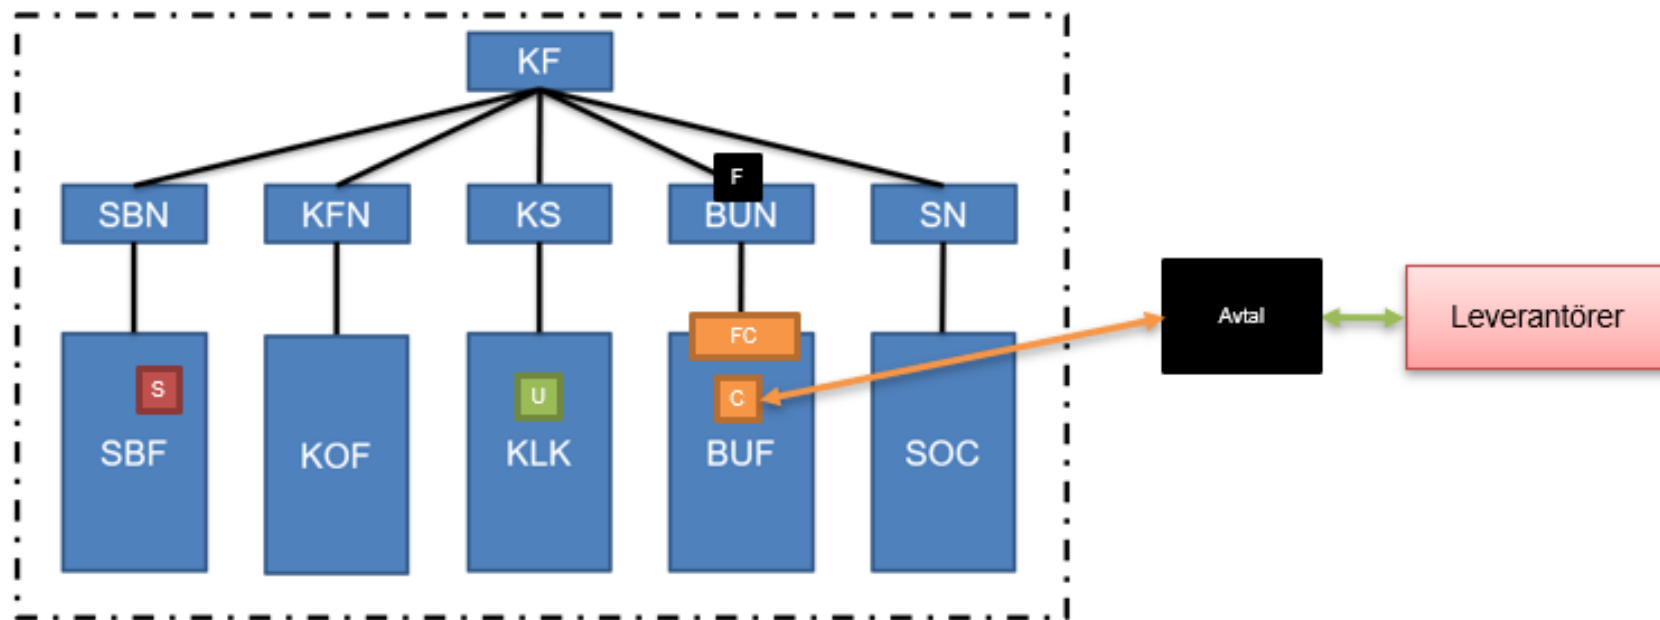 KF
F
SBN
KFN
KS
BUN
SN
Avtal
Leverantörer
FC
S
U
C
SBF
KOF
KLK
BUF
SOC